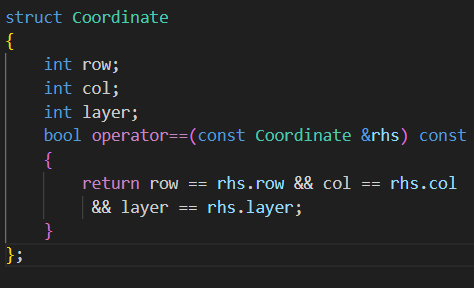 struct Coordinate
{
    int row;
    int col;
    int layer;
    bool operator==(const Coordinate &rhs) const
    {
        return row == rhs.row && col == rhs.col
         && layer == rhs.layer;
    }
};